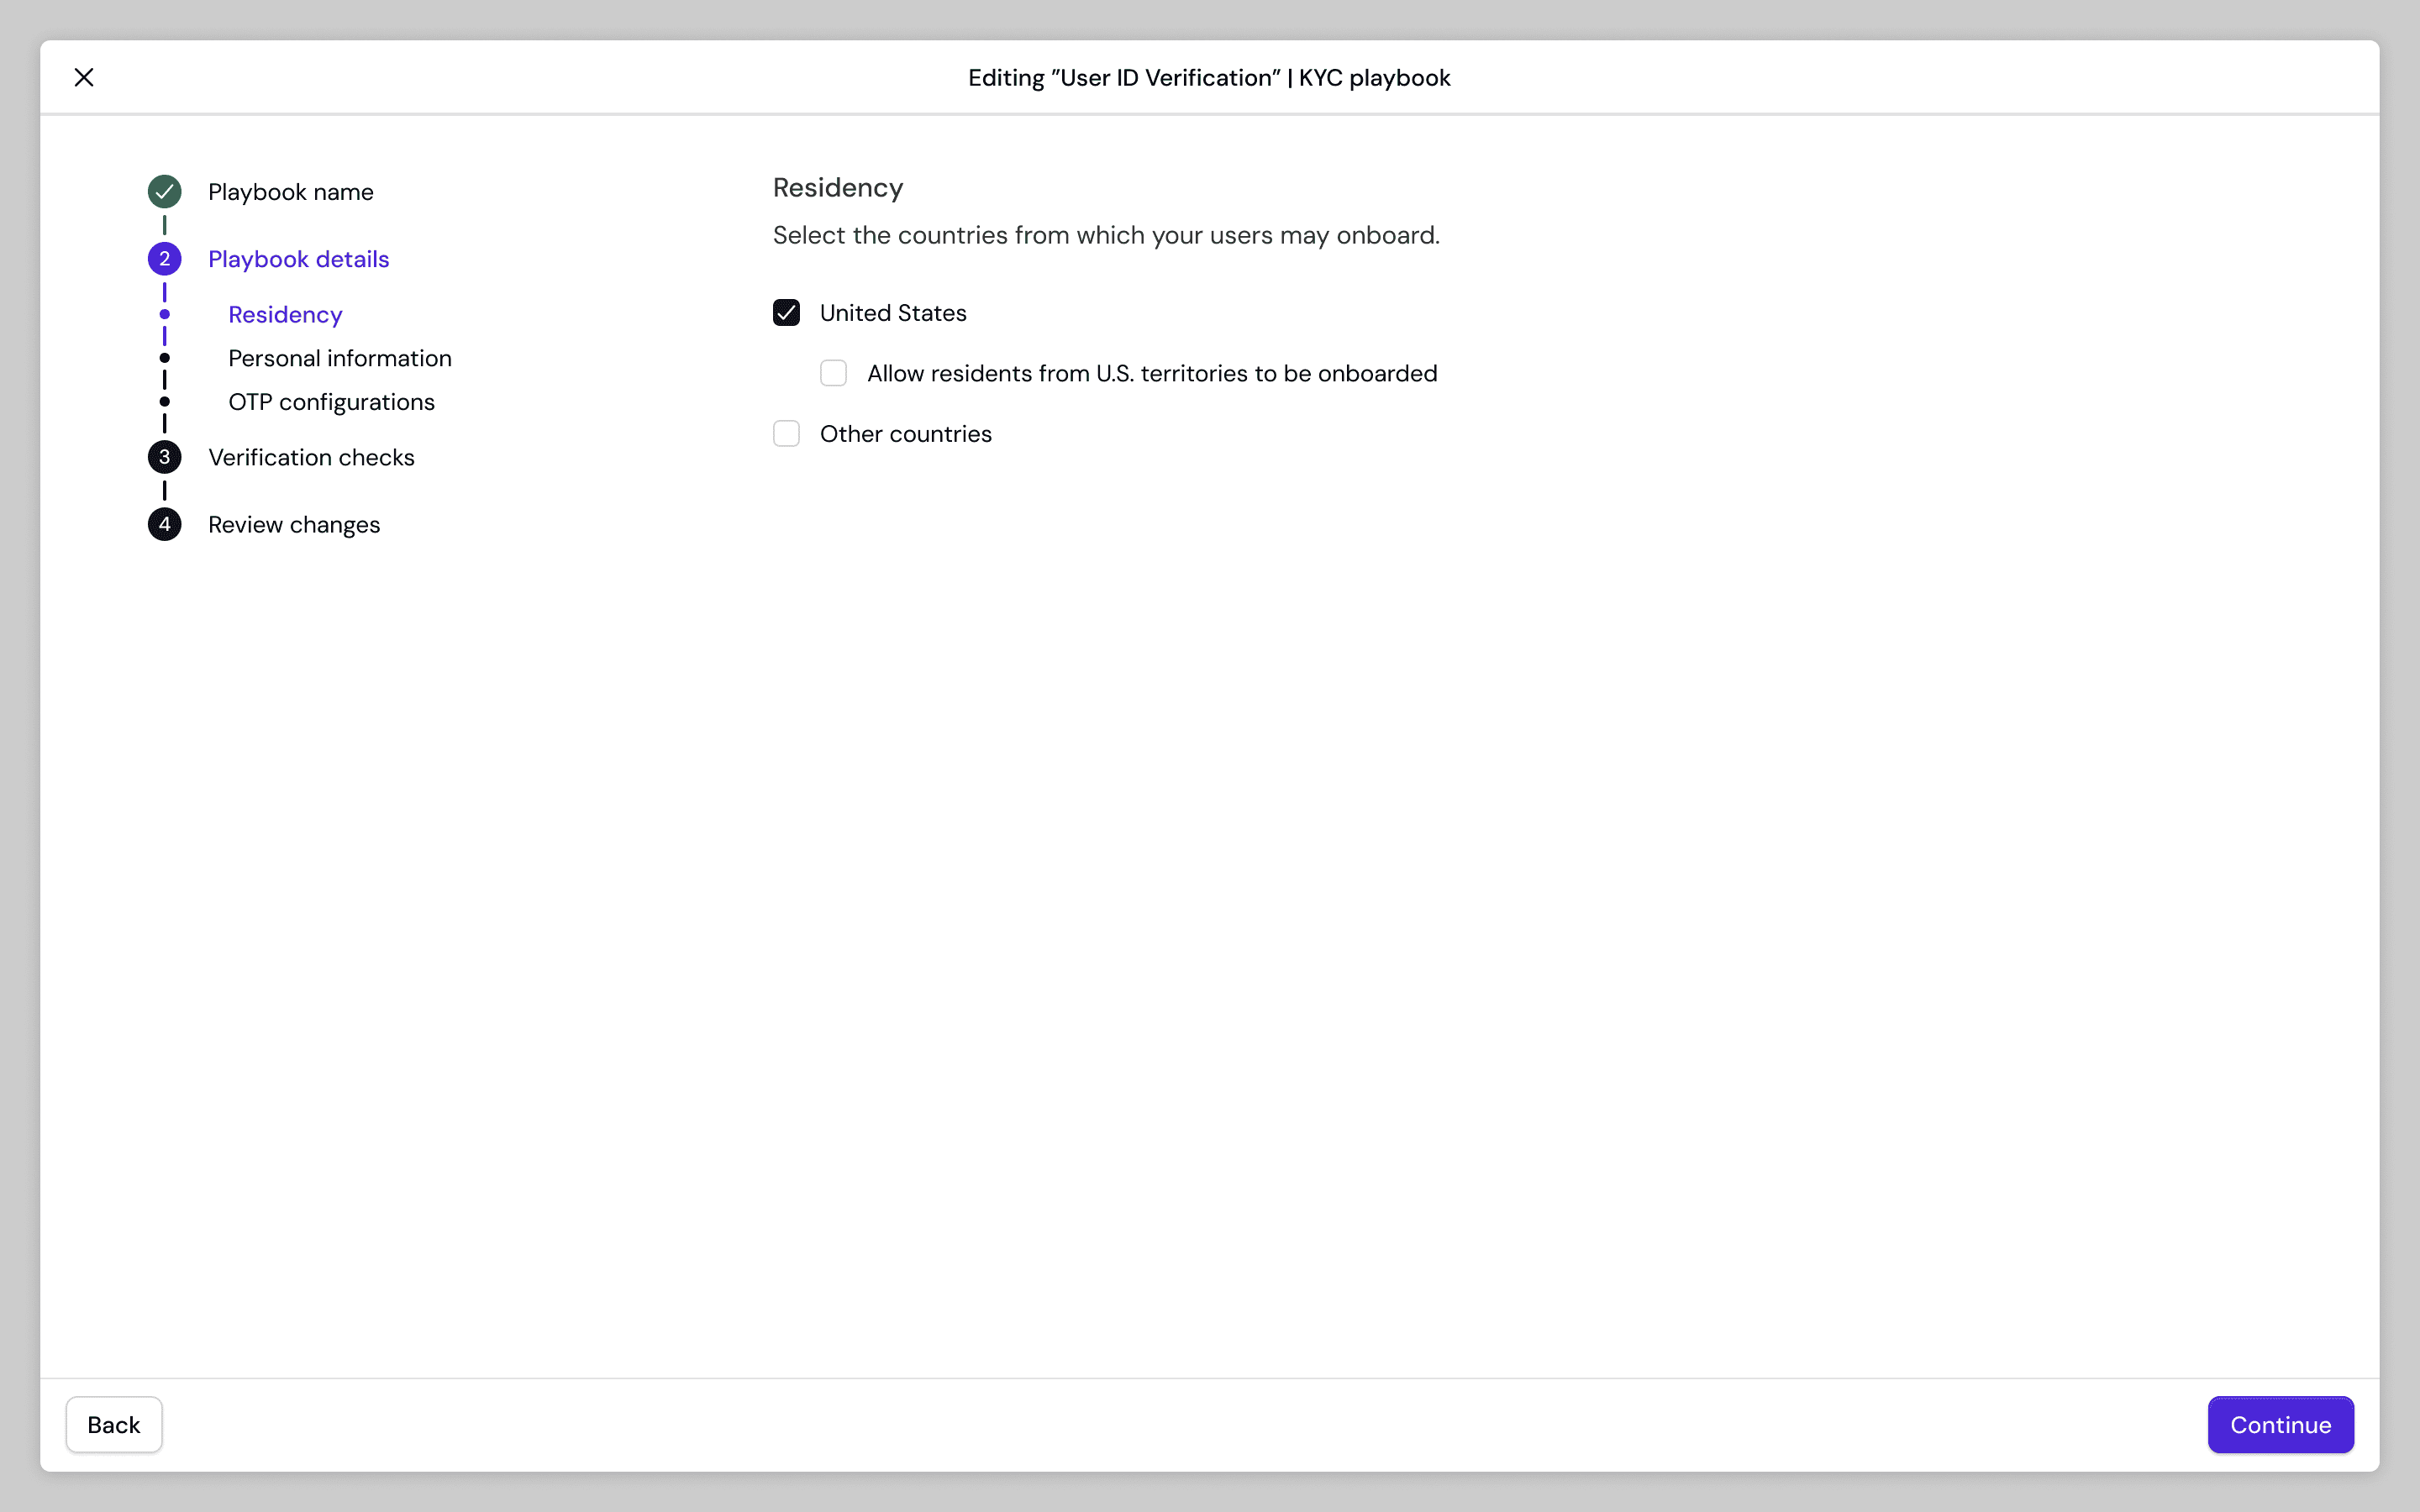 Editing ”User ID Verification” | KYC playbook
Playbook name
2 Playbook details
Residency
Personal information
OTP configurations
3 Verification checks
4 Review changes
Residency
Select the countries from which your users may onboard.
United States
Allow residents from U.S. territories to be onboarded
Other countries
Back
Continue